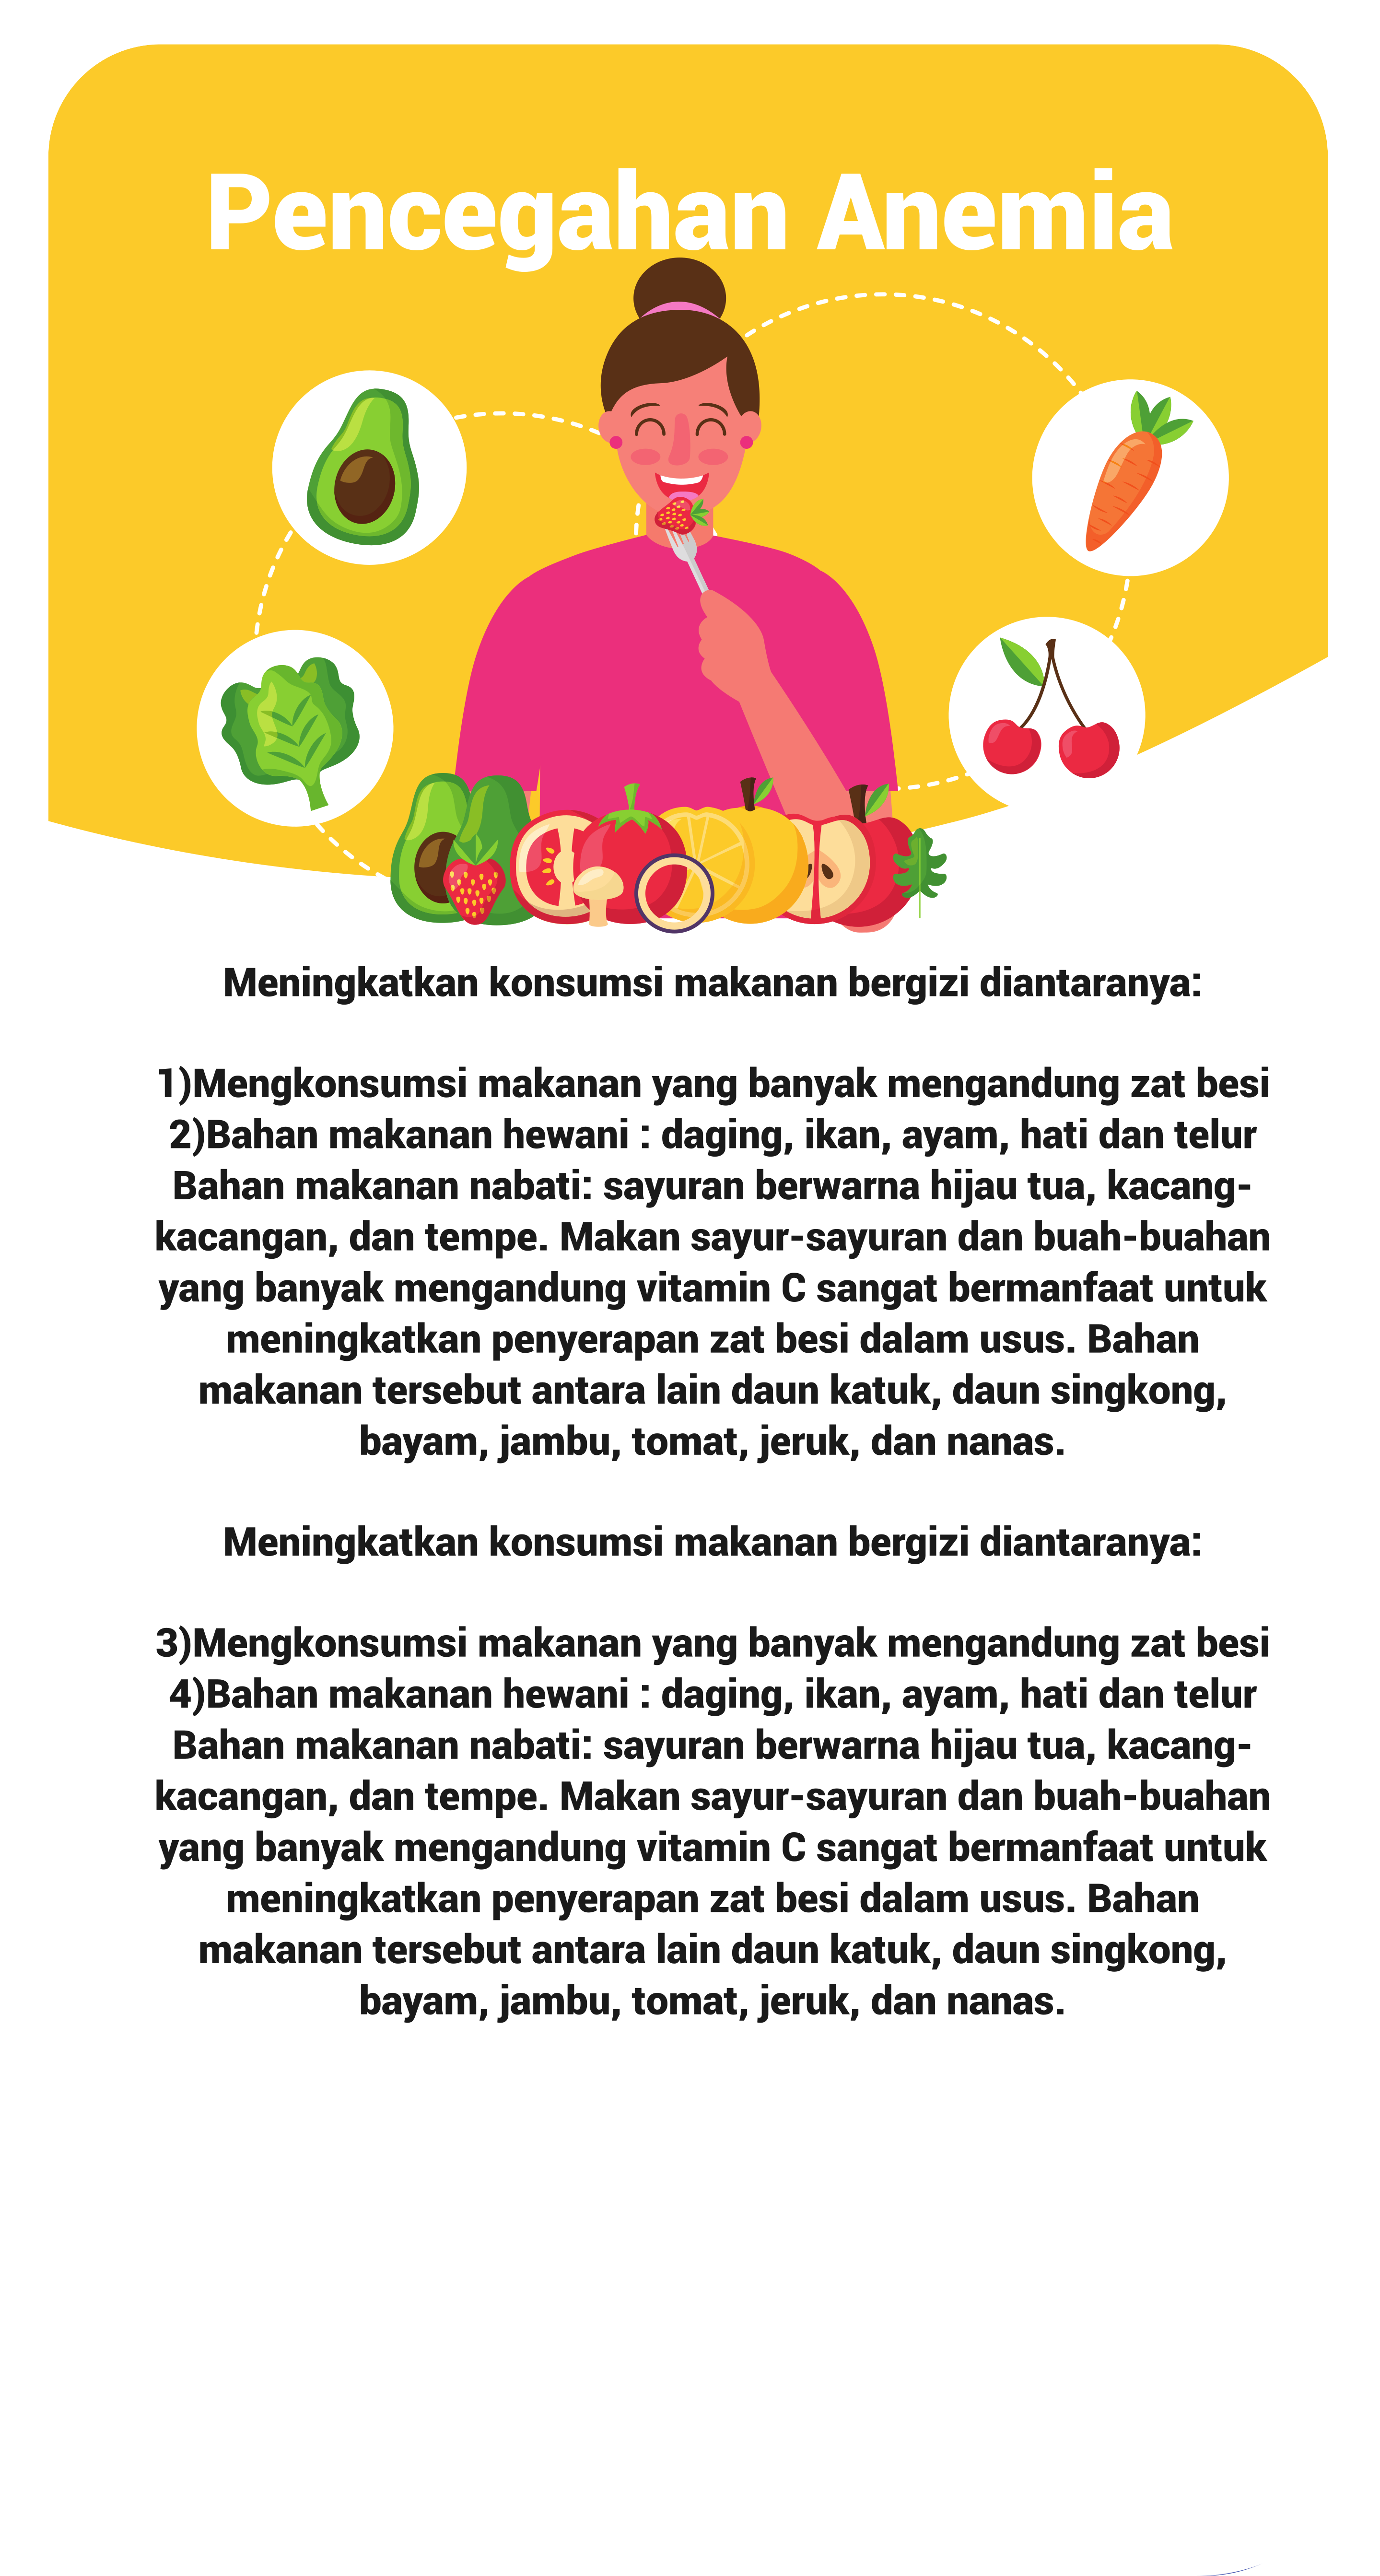 Pencegahan Anemia
Meningkatkan konsumsi makanan bergizi diantaranya:
1)Mengkonsumsi makanan yang banyak mengandung zat besi
2)Bahan makanan hewani : daging, ikan, ayam, hati dan telur
Bahan makanan nabati: sayuran berwarna hijau tua, kacang-
kacangan, dan tempe. Makan sayur-sayuran dan buah-buahan
yang banyak mengandung vitamin C sangat bermanfaat untuk
meningkatkan penyerapan zat besi dalam usus. Bahan
makanan tersebut antara lain daun katuk, daun singkong,
bayam, jambu, tomat, jeruk, dan nanas.
Meningkatkan konsumsi makanan bergizi diantaranya:
3)Mengkonsumsi makanan yang banyak mengandung zat besi
4)Bahan makanan hewani : daging, ikan, ayam, hati dan telur
Bahan makanan nabati: sayuran berwarna hijau tua, kacang-
kacangan, dan tempe. Makan sayur-sayuran dan buah-buahan
yang banyak mengandung vitamin C sangat bermanfaat untuk
meningkatkan penyerapan zat besi dalam usus. Bahan
makanan tersebut antara lain daun katuk, daun singkong,
bayam, jambu, tomat, jeruk, dan nanas.